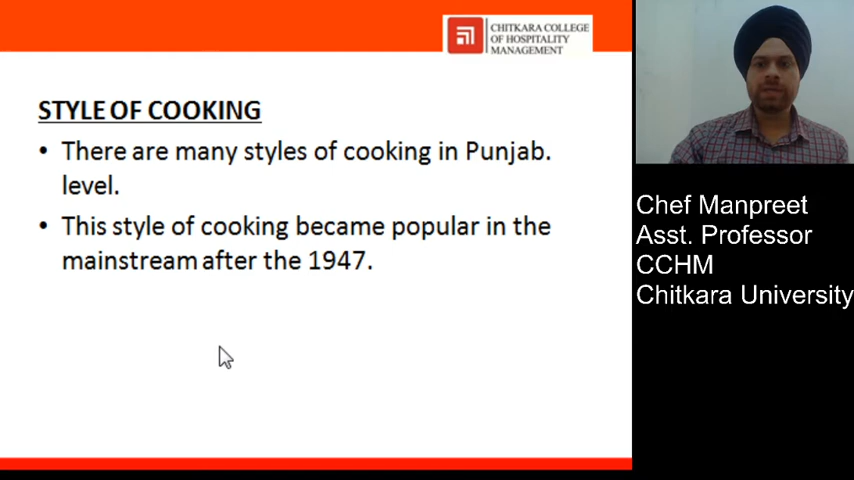 CHITKARA COLLEGE
OF HOSPITALITY
MANAGEMENT
STYLE OF COOKING
• There are many styles of cooking in Punjab.
level.
• This style of cooking became popular in the
mainstream after the 1947.
Chef Manpreet
Asst. Professor
CCHM
Chitkara University